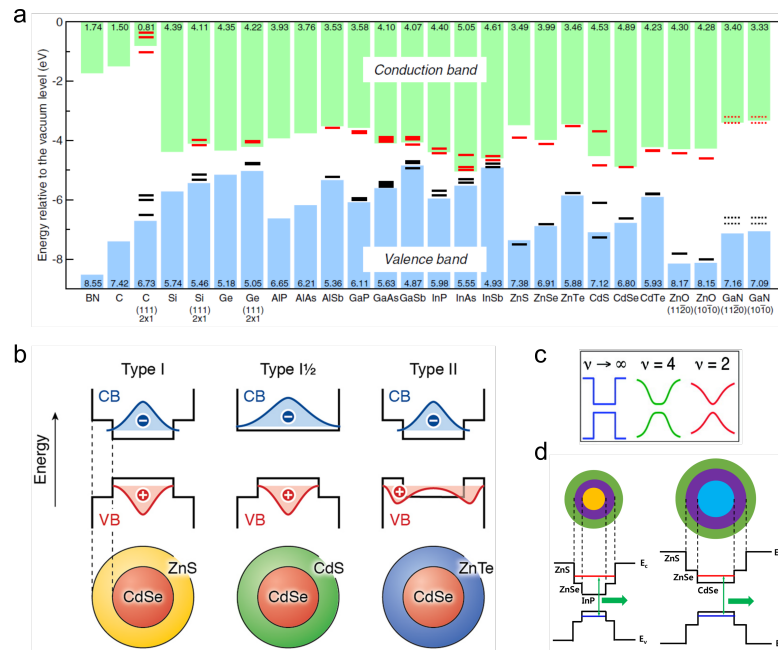 a
0
-2
-4
-6
-8
Energy relative to the vacuum level (eV)
1.74 1.50 0.81 4.39 4.11 4.35 4.22 3.93 3.76 3.53 3.58 4.10 4.07 4.40 5.05 4.61 3.49 3.99 3.46 4.53 4.89 4.23 4.30 4.28 3.40 3.33
Conduction band
Valence band
8.55 7.42 6.73 5.74 5.46 5.18 5.05 6.65 6.21 5.36 6.11 5.63 4.87 5.98 5.55 4.93 7.38 6.91 5.88 7.12 6.80 5.93 8.17 8.15 7.16 7.09
BN C C Si Si Ge Ge AlP AlAs AlSb GaP GaAs GaSb InP InAs InSb ZnS ZnSe ZnTe CdS CdSe CdTe ZnO ZnO GaN GaN
(111) (111) (111) (112̄0) (101̄0) (112̄0) (101̄0)
2x1 2x1 2x1
b
Type I Type I½ Type II
Energy
CB CB CB
VB VB VB
ZnS CdS ZnTe
CdSe CdSe CdSe
c
ν → ∞ ν = 4 ν = 2
d
ZnS ZnSe InP Ec
Ev
ZnS ZnSe CdSe E
E